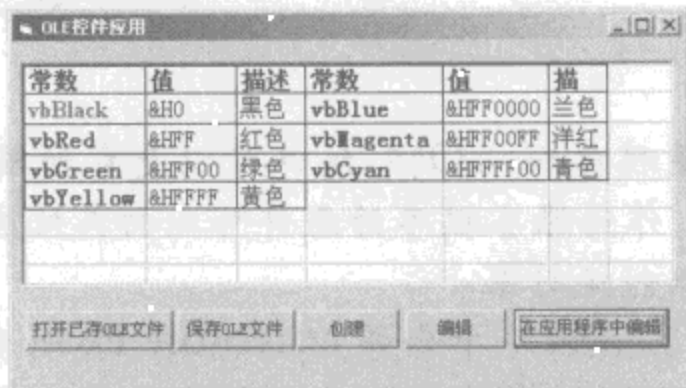 OLE控件应用
常数 值 描述 常数 值 描
vbBlack &H0 黑色 vbBlue &HFF0000 兰色
vbRed &HFF 红色 vbMagenta &HFF00FF 洋红
vbGreen &HFF00 绿色 vbCyan &HFFFF00 青色
vbYellow &HFFFF 黄色
打开已存OLE文件 保存OLE文件 创建 编辑 在应用程序中编辑